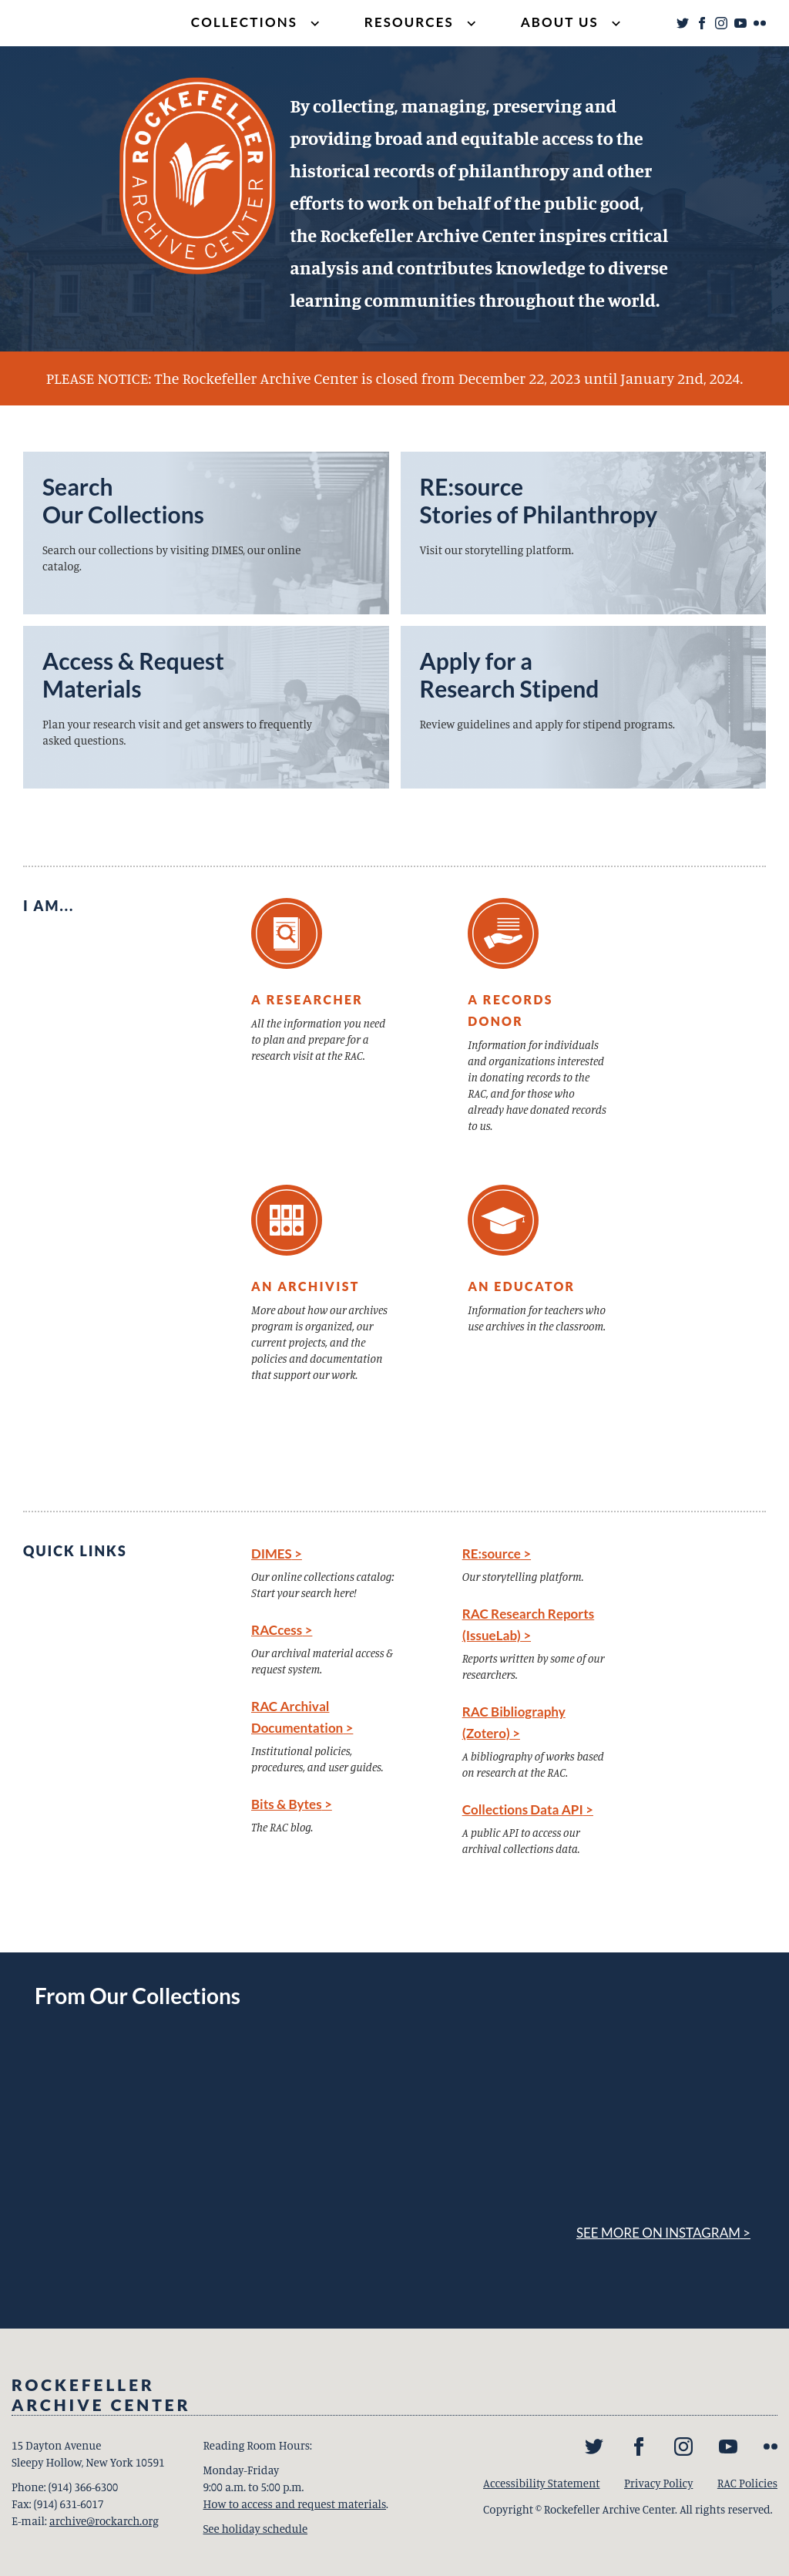 COLLECTIONS
RESOURCES
ABOUT US
ROCKEFELLER
ARCHIVE CENTER
By collecting, managing, preserving and
providing broad and equitable access to the
historical records of philanthropy and other
efforts to work on behalf of the public good,
the Rockefeller Archive Center inspires critical
analysis and contributes knowledge to diverse
learning communities throughout the world.
PLEASE NOTICE: The Rockefeller Archive Center is closed from December 22, 2023 until January 2nd, 2024.
Search
Our Collections
Search our collections by visiting DIMES, our online
catalog.
RE:source
Stories of Philanthropy
Visit our storytelling platform.
Access & Request
Materials
Plan your research visit and get answers to frequently
asked questions.
Apply for a
Research Stipend
Review guidelines and apply for stipend programs.
I AM...
A RESEARCHER
All the information you need
to plan and prepare for a
research visit at the RAC.
A RECORDS
DONOR
Information for individuals
and organizations interested
in donating records to the
RAC, and for those who
already have donated records
to us.
AN ARCHIVIST
More about how our archives
program is organized, our
current projects, and the
policies and documentation
that support our work.
AN EDUCATOR
Information for teachers who
use archives in the classroom.
QUICK LINKS
DIMES >
Our online collections catalog:
Start your search here!
RACcess >
Our archival material access &
request system.
RAC Archival
Documentation >
Institutional policies,
procedures, and user guides.
Bits & Bytes >
The RAC blog.
RE:source >
Our storytelling platform.
RAC Research Reports
(IssueLab) >
Reports written by some of our
researchers.
RAC Bibliography
(Zotero) >
A bibliography of works based
on research at the RAC.
Collections Data API >
A public API to access our
archival collections data.
From Our Collections
SEE MORE ON INSTAGRAM >
ROCKEFELLER
ARCHIVE CENTER
15 Dayton Avenue
Sleepy Hollow, New York 10591
Phone: (914) 366-6300
Fax: (914) 631-6017
E-mail: archive@rockarch.org
Reading Room Hours:
Monday-Friday
9:00 a.m. to 5:00 p.m.
How to access and request materials.
See holiday schedule
Accessibility Statement
Privacy Policy
RAC Policies
Copyright © Rockefeller Archive Center. All rights reserved.